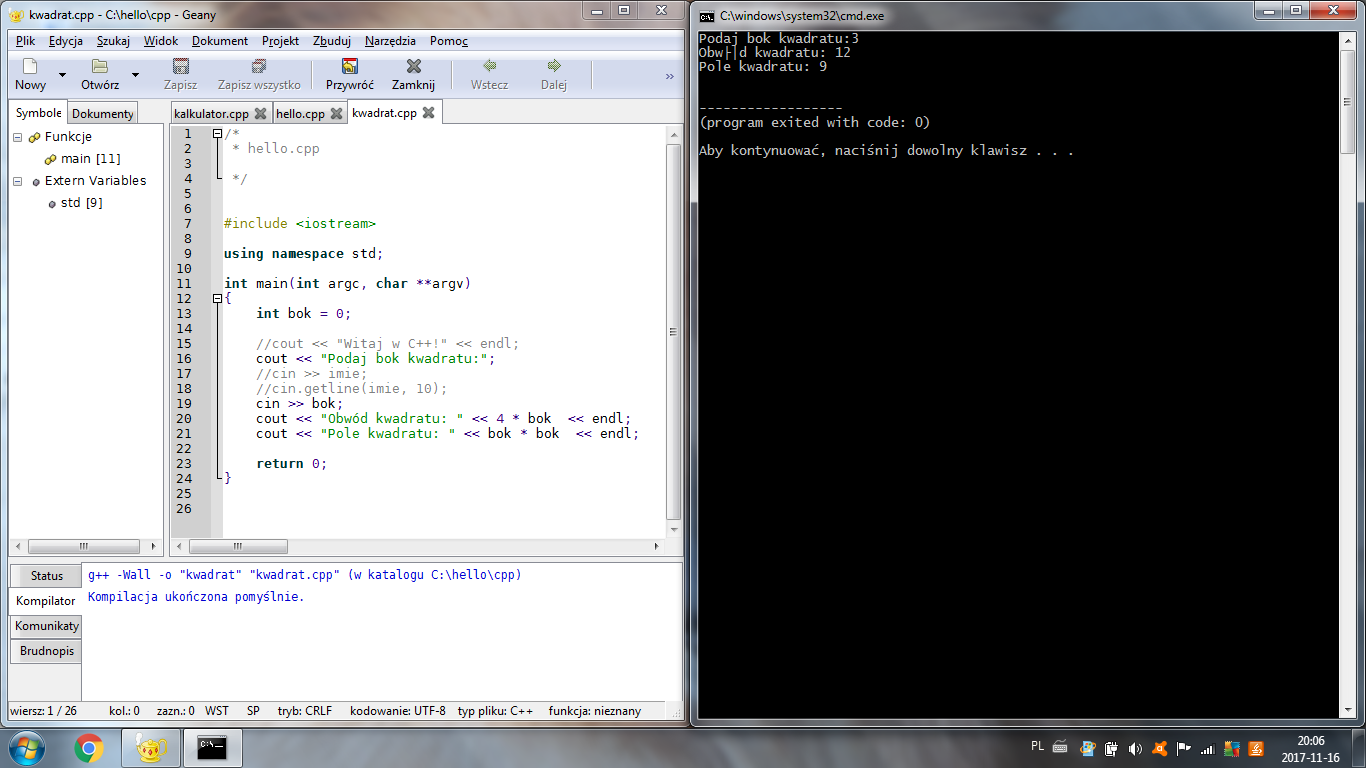 kwadrat.cpp - C:\hello\cpp - Geany
Plik Edycja Szukaj Widok Dokument Projekt Zbuduj Narzędzia Pomoc
Nowy Otwórz Zapisz Zapisz wszystko Przywróć Zamknij Wstecz Dalej »
Symbole Dokumenty
Funkcje
main [11]
Extern Variables
std [9]
kalkulator.cpp hello.cpp kwadrat.cpp
1 /*
2 * hello.cpp
3
4 */
5
6
7 #include <iostream>
8
9 using namespace std;
10
11 int main(int argc, char **argv)
12 {
13 int bok = 0;
14
15 //cout << "Witaj w C++!" << endl;
16 cout << "Podaj bok kwadratu:";
17 //cin >> imie;
18 //cin.getline(imie, 10);
19 cin >> bok;
20 cout << "Obwód kwadratu: " << 4 * bok  << endl;
21 cout << "Pole kwadratu: " << bok * bok  << endl;
22
23 return 0;
24 }
25
26
Status
Kompilator
Komunikaty
Brudnopis
g++ -Wall -o "kwadrat" "kwadrat.cpp" (w katalogu C:\hello\cpp)
Kompilacja ukończona pomyślnie.
wiersz: 1 / 26 kol.: 0 zazn.: 0 WST SP tryb: CRLF kodowanie: UTF-8 typ pliku: C++ funkcja: nieznany
C:\windows\system32\cmd.exe
Podaj bok kwadratu:3
Obw├│d kwadratu: 12
Pole kwadratu: 9
------------------
(program exited with code: 0)
Aby kontynuować, naciśnij dowolny klawisz . . .
C:\_
PL
20:06
2017-11-16